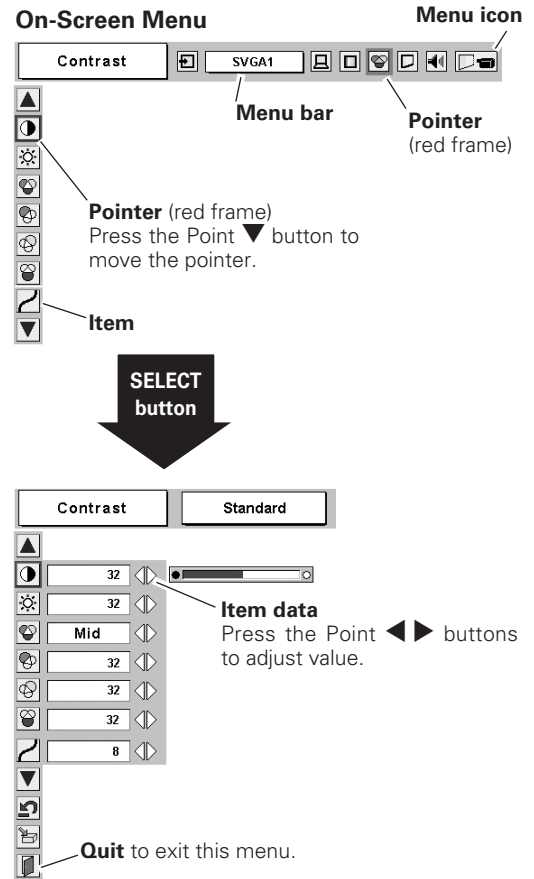 On-Screen Menu
Menu icon
Contrast
SVGA1
Menu bar
Pointer
(red frame)
Pointer (red frame)
Press the Point ▼ button to
move the pointer.
Item
SELECT
button
Contrast
Standard
32
32
Mid
32
32
32
8
Item data
Press the Point ◀ ▶ buttons
to adjust value.
Quit to exit this menu.